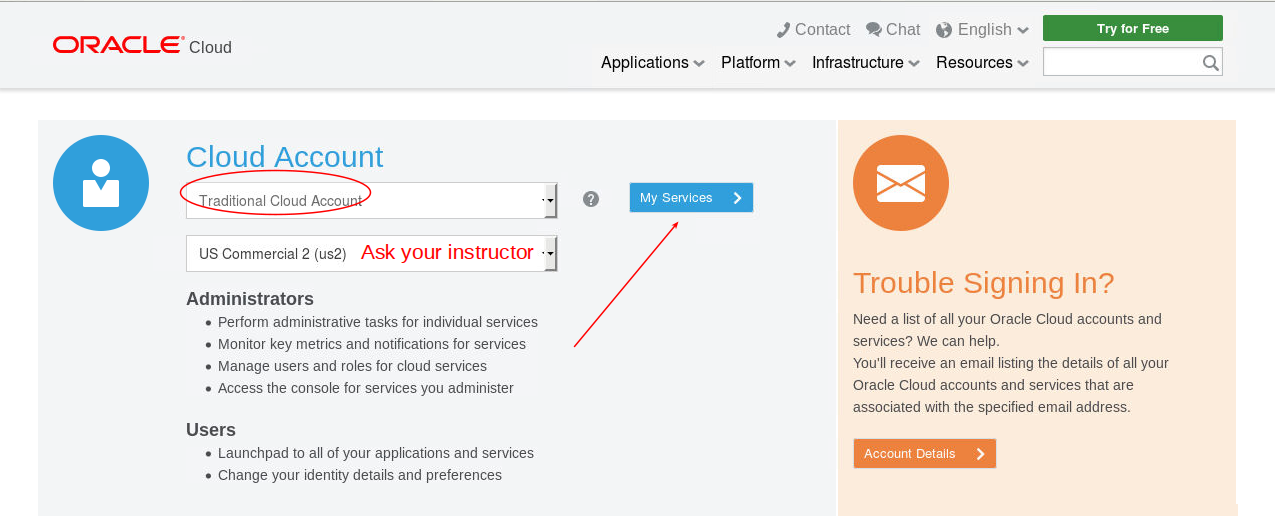 ORACLE Cloud
Contact Chat English
Try for Free
Applications Platform Infrastructure Resources
Cloud Account
Traditional Cloud Account
? My Services
US Commercial 2 (us2) Ask your instructor
Administrators
• Perform administrative tasks for individual services
• Monitor key metrics and notifications for services
• Manage users and roles for cloud services
• Access the console for services you administer
Users
• Launchpad to all of your applications and services
• Change your identity details and preferences
Trouble Signing In?
Need a list of all your Oracle Cloud accounts and
services? We can help.
You'll receive an email listing the details of all your
Oracle Cloud accounts and services that are
associated with the specified email address.
Account Details